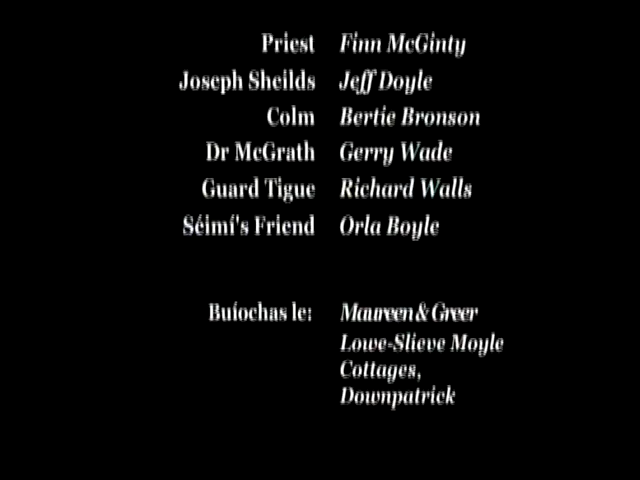 Priest Finn McGinty
Joseph Sheilds Jeff Doyle
Colm Bertie Bronson
Dr McGrath Gerry Wade
Guard Tigue Richard Walls
Séimí's Friend Orla Boyle
Buíochas le: Maureen & Greer
Lowe-Slieve Moyle
Cottages,
Downpatrick